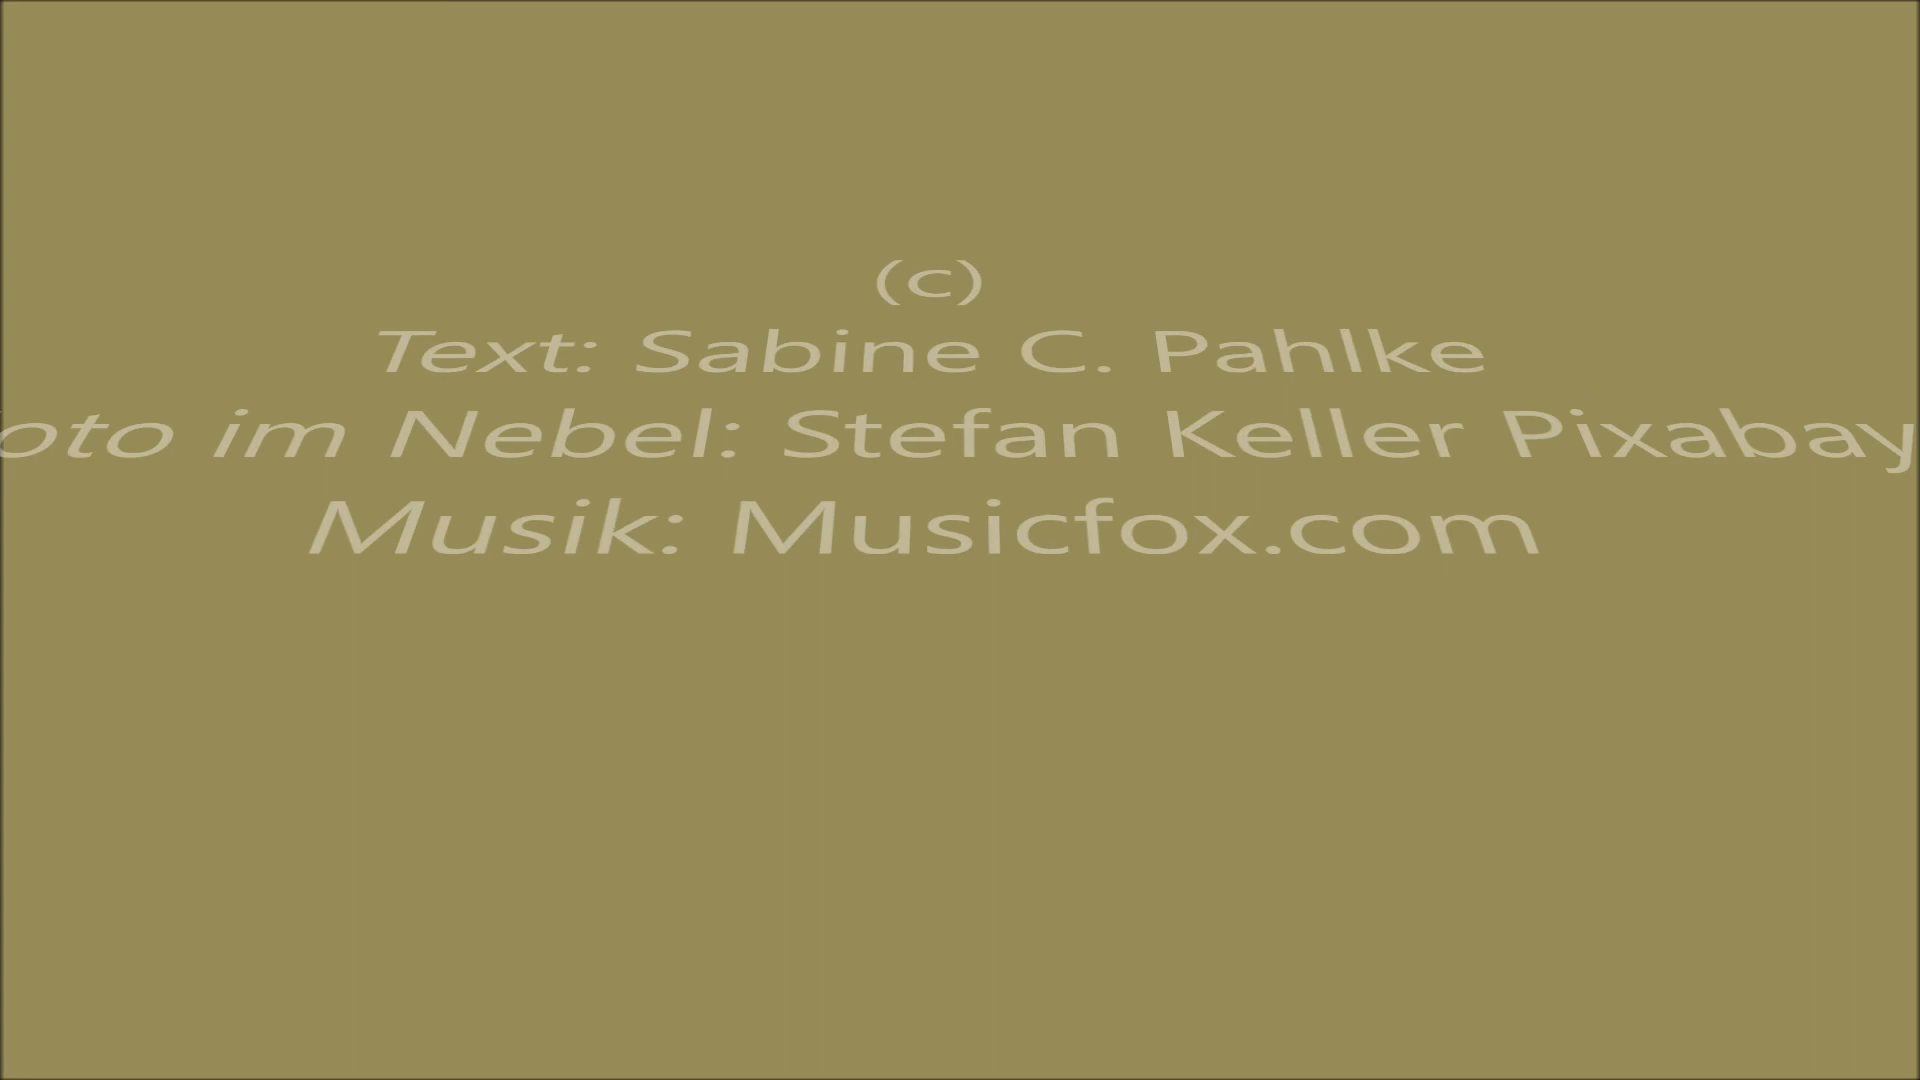 (c)
Text: Sabine C. Pahlke
oto im Nebel: Stefan Keller Pixabay
Musik: Musicfox.com